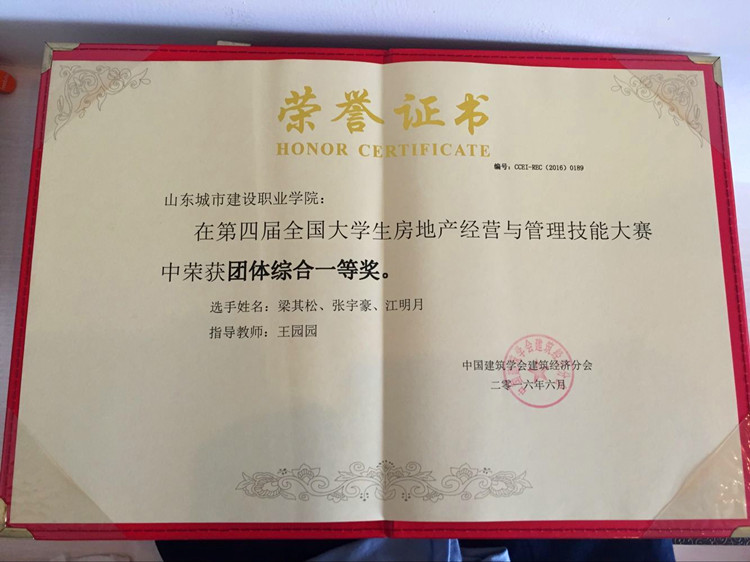 荣誉证书
HONOR CERTIFICATE
编号：CCEI-REC（2016）0189
山东城市建设职业学院：
在第四届全国大学生房地产经营与管理技能大赛
中荣获团体综合一等奖。
选手姓名：梁其松、张宇豪、江明月
指导教师：王园园
中国建筑学会建筑经济分会
二零一六年六月